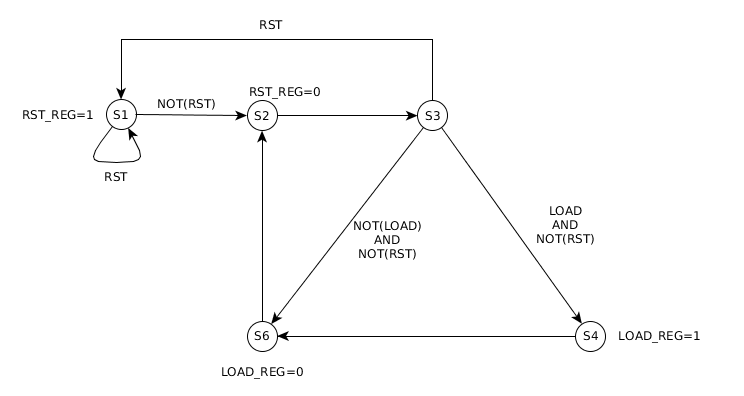 RST
RST_REG=0
NOT(RST)
RST_REG=1
S1
S2
S3
RST
LOAD
AND
NOT(RST)
NOT(LOAD)
AND
NOT(RST)
S6
S4
LOAD_REG=1
LOAD_REG=0